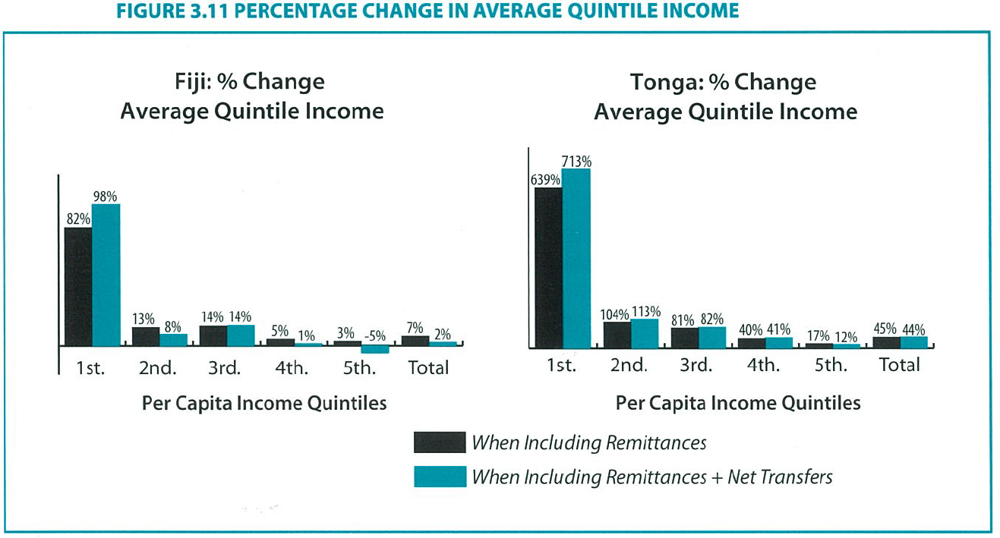 FIGURE 3.11 PERCENTAGE CHANGE IN AVERAGE QUINTILE INCOME
Fiji: % Change
Average Quintile Income
98%
82%
13%
8%
14%
14%
5%
1%
3%
-5%
7%
2%
1st.
2nd.
3rd.
4th.
5th.
Total
Per Capita Income Quintiles
Tonga: % Change
Average Quintile Income
713%
639%
104%
113%
81%
82%
40%
41%
17%
12%
45%
44%
1st.
2nd.
3rd.
4th.
5th.
Total
Per Capita Income Quintiles
When Including Remittances
When Including Remittances + Net Transfers